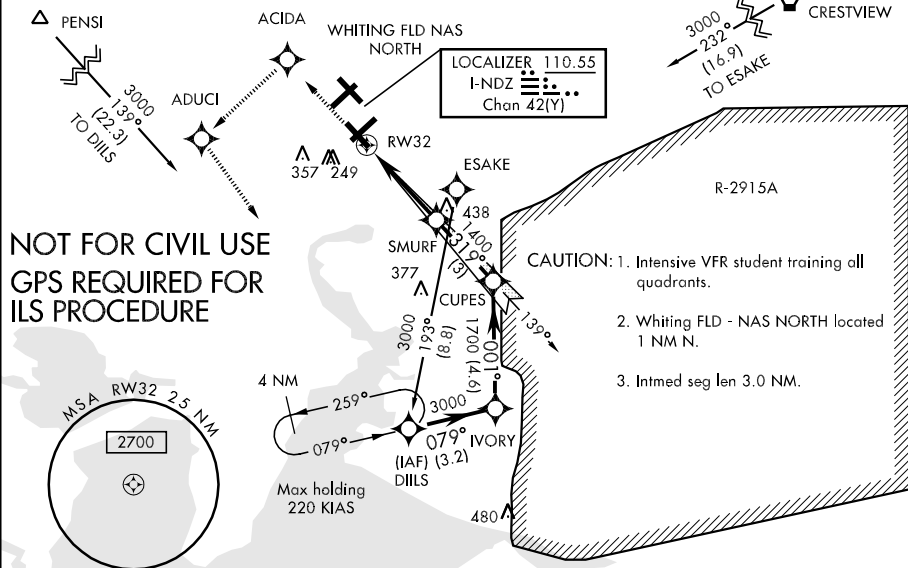 PENSI
ACIDA
WHITING FLD NAS
NORTH
CRESTVIEW
3000
232°
(16.9)
TO ESAKE
LOCALIZER 110.55
I-NDZ
Chan 42(Y)
3000
139°
(22.3)
TO DIILS
ADUCI
RW32
357
249
ESAKE
R-2915A
438
SMURF
1400
319°
(3)
NOT FOR CIVIL USE
GPS REQUIRED FOR
ILS PROCEDURE
CAUTION: 1. Intensive VFR student training all
quadrants.
2. Whiting FLD - NAS NORTH located
1 NM N.
3. Intmed seg len 3.0 NM.
377
CUPES
139°
3000
193°
(8.8)
1700 (4.6)
001°
4 NM
259°
079°
3000
079°
(3.2)
IVORY
(IAF)
DIILS
Max holding
220 KIAS
480
MSA RW32 25 NM
2700